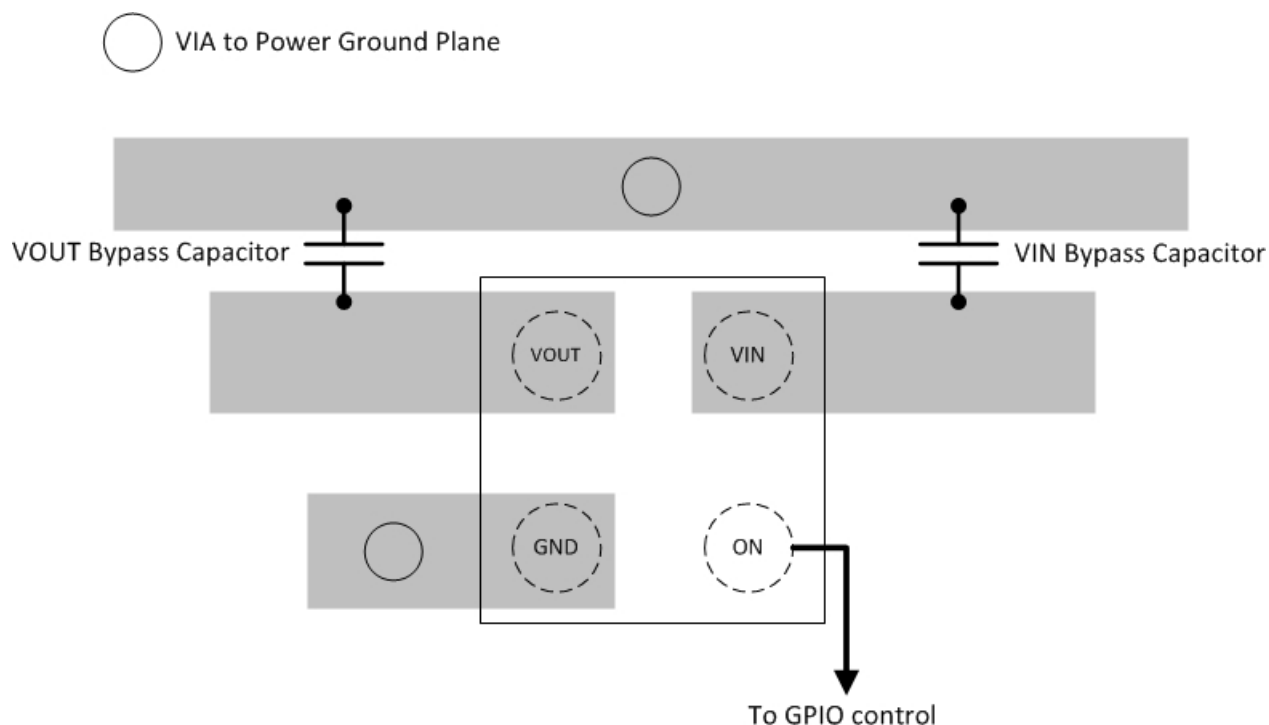 VIA to Power Ground Plane
VOUT Bypass Capacitor
VIN Bypass Capacitor
VOUT
VIN
GND
ON
To GPIO control